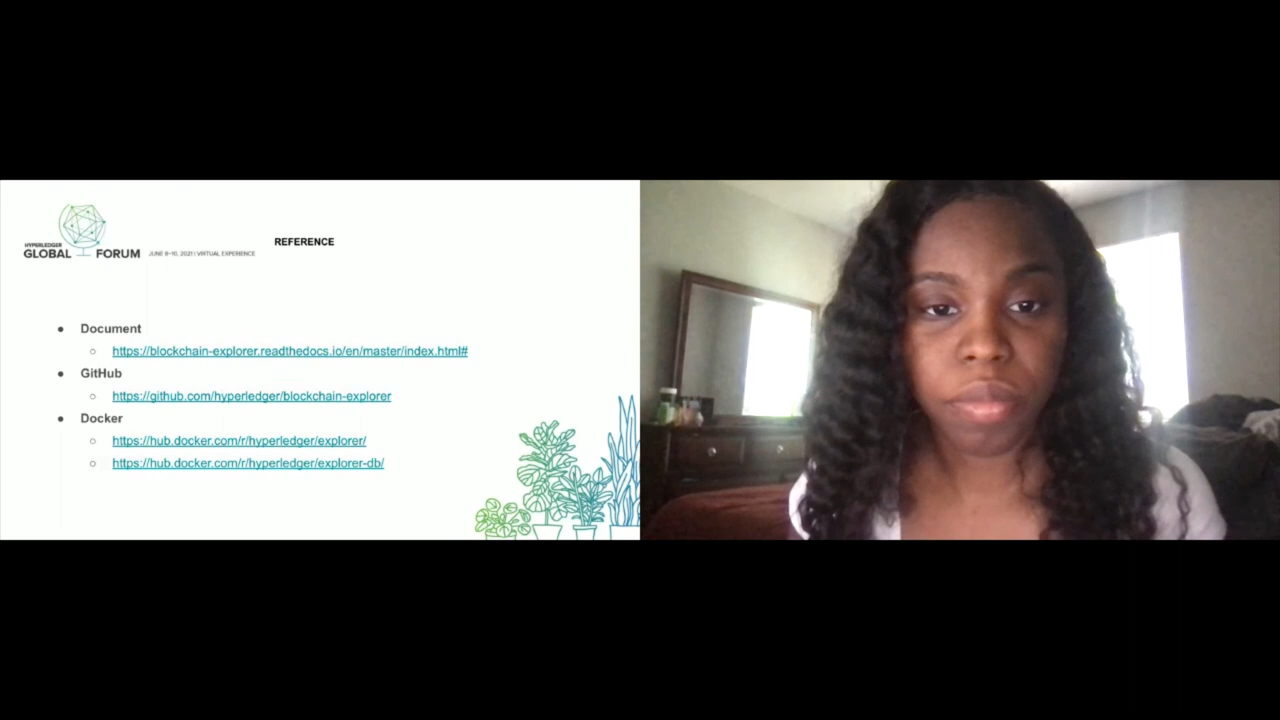 HYPERLEDGER
GLOBAL FORUM JUNE 8-10, 2021 | VIRTUAL EXPERIENCE
REFERENCE
● Document
○ https://blockchain-explorer.readthedocs.io/en/master/index.html#
● GitHub
○ https://github.com/hyperledger/blockchain-explorer
● Docker
○ https://hub.docker.com/r/hyperledger/explorer/
○ https://hub.docker.com/r/hyperledger/explorer-db/